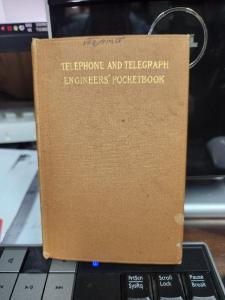 TELEPHONE AND TELEGRAPH
ENGINEERS' POCKETBOOK
PrtScn
SysRq
Scroll
Lock
Pause
Break